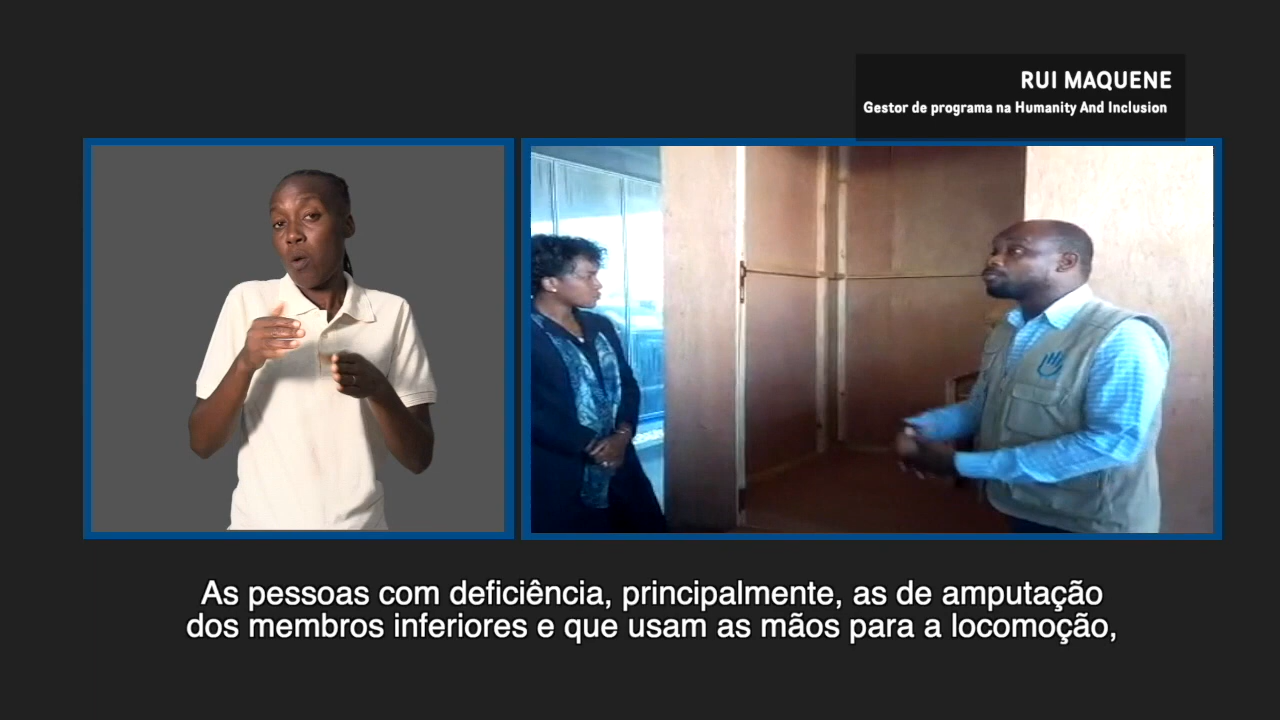 RUI MAQUENE
Gestor de programa na Humanity And Inclusion
As pessoas com deficiência, principalmente, as de amputação
dos membros inferiores e que usam as mãos para a locomoção,